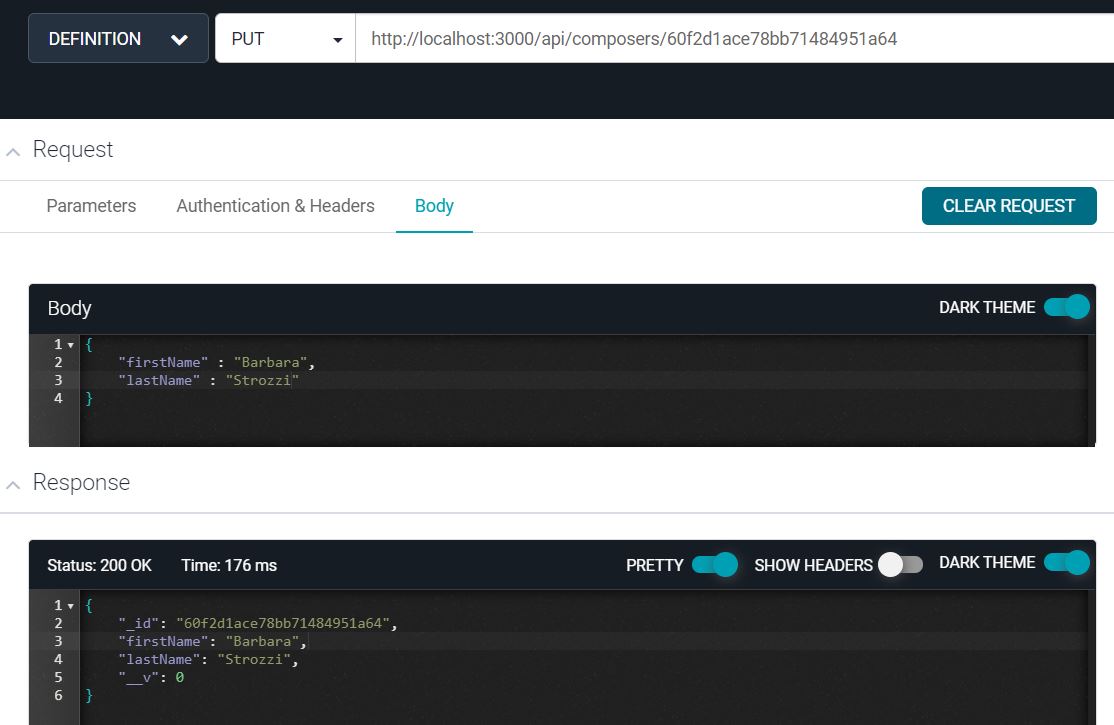 DEFINITION PUT http://localhost:3000/api/composers/60f2d1ace78bb71484951a64
Request
Parameters Authentication & Headers Body CLEAR REQUEST
Body DARK THEME
1 {
2 "firstName" : "Barbara",
3 "lastName" : "Strozzi"
4 }
Response
Status: 200 OK Time: 176 ms PRETTY SHOW HEADERS DARK THEME
1 {
2 "_id": "60f2d1ace78bb71484951a64",
3 "firstName": "Barbara",
4 "lastName": "Strozzi",
5 "__v": 0
6 }